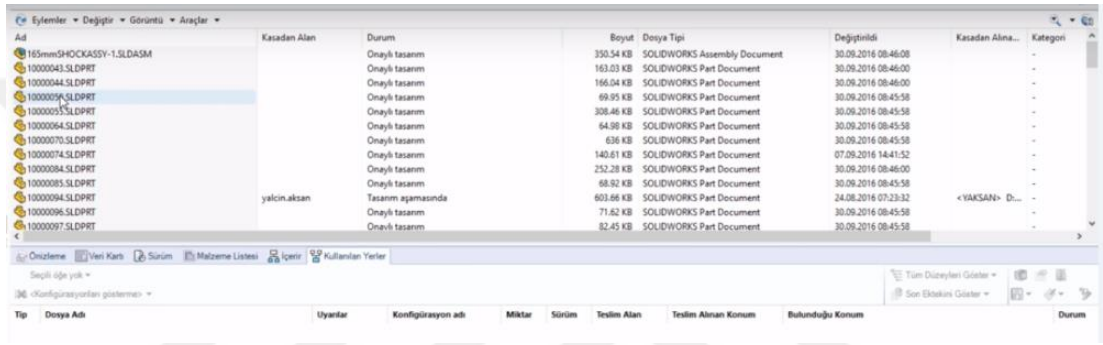 Eylemler Değiştir Görüntü Araçlar
Ad Kasadan Alan Durum Boyut Dosya Tipi Değiştirildi Kasadan Alına... Kategori
165mmSHOCKASSY-1.SLDASM Onaylı tasarım 350.54 KB SOLIDWORKS Assembly Document 30.09.2016 08:46:08 -
10000043.SLDPRT Onaylı tasarım 163.03 KB SOLIDWORKS Part Document 30.09.2016 08:46:00 -
10000044.SLDPRT Onaylı tasarım 166.04 KB SOLIDWORKS Part Document 30.09.2016 08:46:00 -
Onaylı tasarım 69.95 KB SOLIDWORKS Part Document 30.09.2016 08:45:58 -
10000055.SLDPRT Onaylı tasarım 308.46 KB SOLIDWORKS Part Document 30.09.2016 08:45:58 -
10000064.SLDPRT Onaylı tasarım 64.98 KB SOLIDWORKS Part Document 30.09.2016 08:45:58 -
10000070.SLDPRT Onaylı tasarım 636 KB SOLIDWORKS Part Document 30.09.2016 08:45:58 -
10000074.SLDPRT Onaylı tasarım 140.61 KB SOLIDWORKS Part Document 07.09.2016 14:41:52 -
10000084.SLDPRT Onaylı tasarım 252.28 KB SOLIDWORKS Part Document 30.09.2016 08:46:00 -
10000085.SLDPRT Onaylı tasarım 68.92 KB SOLIDWORKS Part Document 30.09.2016 08:45:58 -
10000094.SLDPRT yalcin.aksan Tasarım aşamasında 603.66 KB SOLIDWORKS Part Document 24.08.2016 07:23:32 <YAKSAN> D:... -
10000096.SLDPRT Onaylı tasarım 71.62 KB SOLIDWORKS Part Document 30.09.2016 08:45:58 -
10000097.SLDPRT Onaylı tasarım 82.45 KB SOLIDWORKS Part Document 30.09.2016 08:45:58 -
Önizleme Veri Kartı Sürüm Malzeme Listesi İçerir Kullanılan Yerler
Seçili öğe yok Tüm Düzeyleri Göster
<Konfigürasyonları gösterme> Son Ektekini Göster
Tip Dosya Adı Uyarılar Konfigürasyon adı Miktar Sürüm Teslim Alan Teslim Alınan Konum Bulunduğu Konum Durum